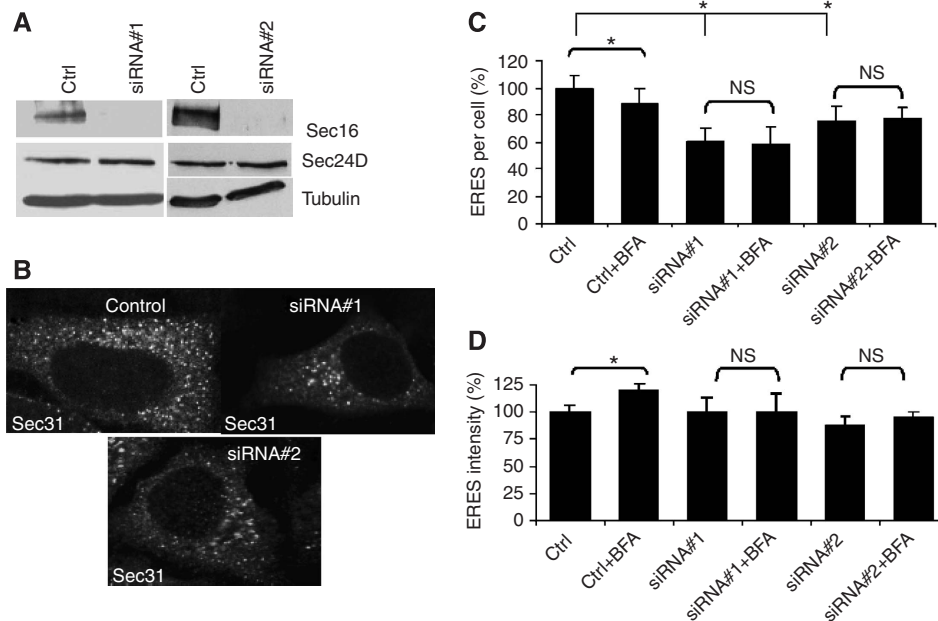 A
Ctrl
siRNA#1
Ctrl
siRNA#2
Sec16
Sec24D
Tubulin
B
Control
siRNA#1
Sec31
Sec31
siRNA#2
Sec31
C
*
*
*
NS
NS
ERES per cell (%)
120
100
80
60
40
20
0
Ctrl
Ctrl+BFA
siRNA#1
siRNA#1+BFA
siRNA#2
siRNA#2+BFA
D
*
NS
NS
ERES intensity (%)
125
100
75
50
25
0
Ctrl
Ctrl+BFA
siRNA#1
siRNA#1+BFA
siRNA#2
siRNA#2+BFA